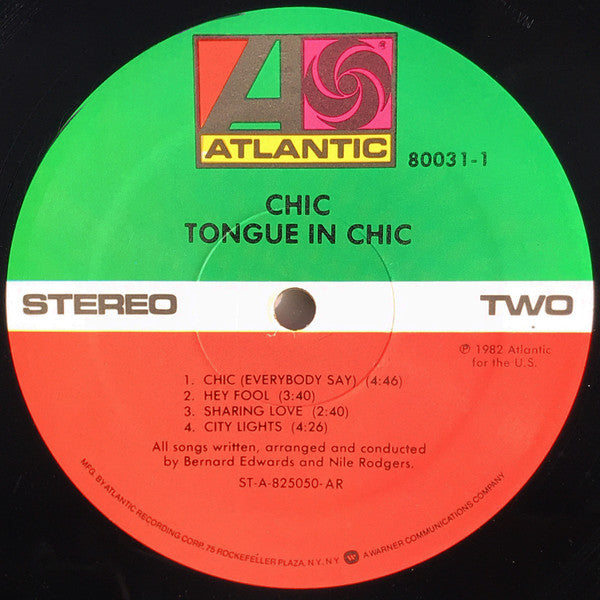 ATLANTIC
80031-1
CHIC
TONGUE IN CHIC
STEREO
TWO
℗ 1982 Atlantic
for the U.S.
1. CHIC (EVERYBODY SAY) (4:46)
2. HEY FOOL (3:40)
3. SHARING LOVE (2:40)
4. CITY LIGHTS (4:26)
All songs written, arranged and conducted
by Bernard Edwards and Nile Rodgers.
ST-A-825050-AR
MFG. BY ATLANTIC RECORDING CORP. 75 ROCKEFELLER PLAZA, N.Y. N.Y. A WARNER COMMUNICATIONS COMPANY